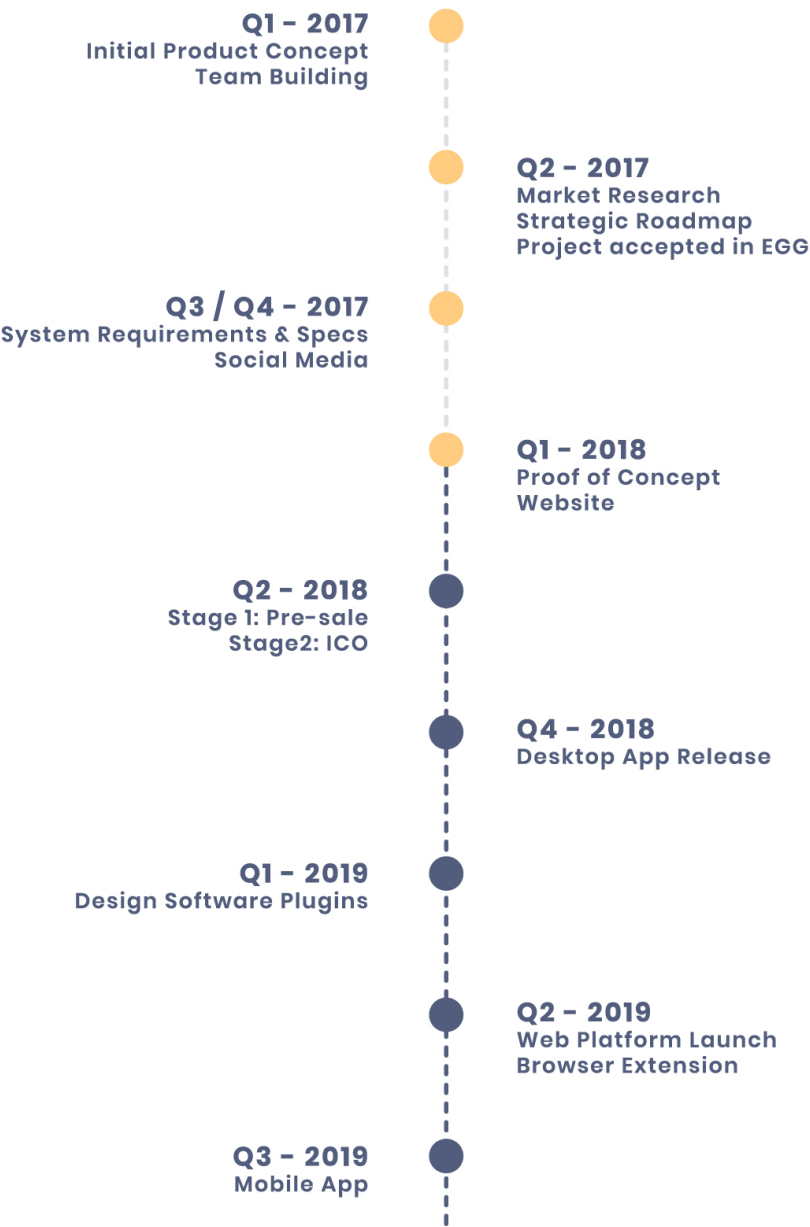 Q1 - 2017
Initial Product Concept
Team Building
Q2 - 2017
Market Research
Strategic Roadmap
Project accepted in EGG
Q3 / Q4 - 2017
System Requirements & Specs
Social Media
Q1 - 2018
Proof of Concept
Website
Q2 - 2018
Stage 1: Pre-sale
Stage2: ICO
Q4 - 2018
Desktop App Release
Q1 - 2019
Design Software Plugins
Q2 - 2019
Web Platform Launch
Browser Extension
Q3 - 2019
Mobile App